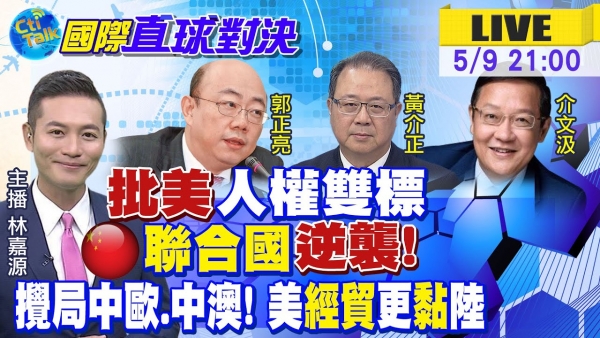 Cti Talk
國際直球對決
LIVE
5/9 21:00
主播 林嘉源
郭正亮
黃介正
介文汲
批美人權雙標
聯合國逆襲!
攪局中歐.中澳! 美經貿更黏陸